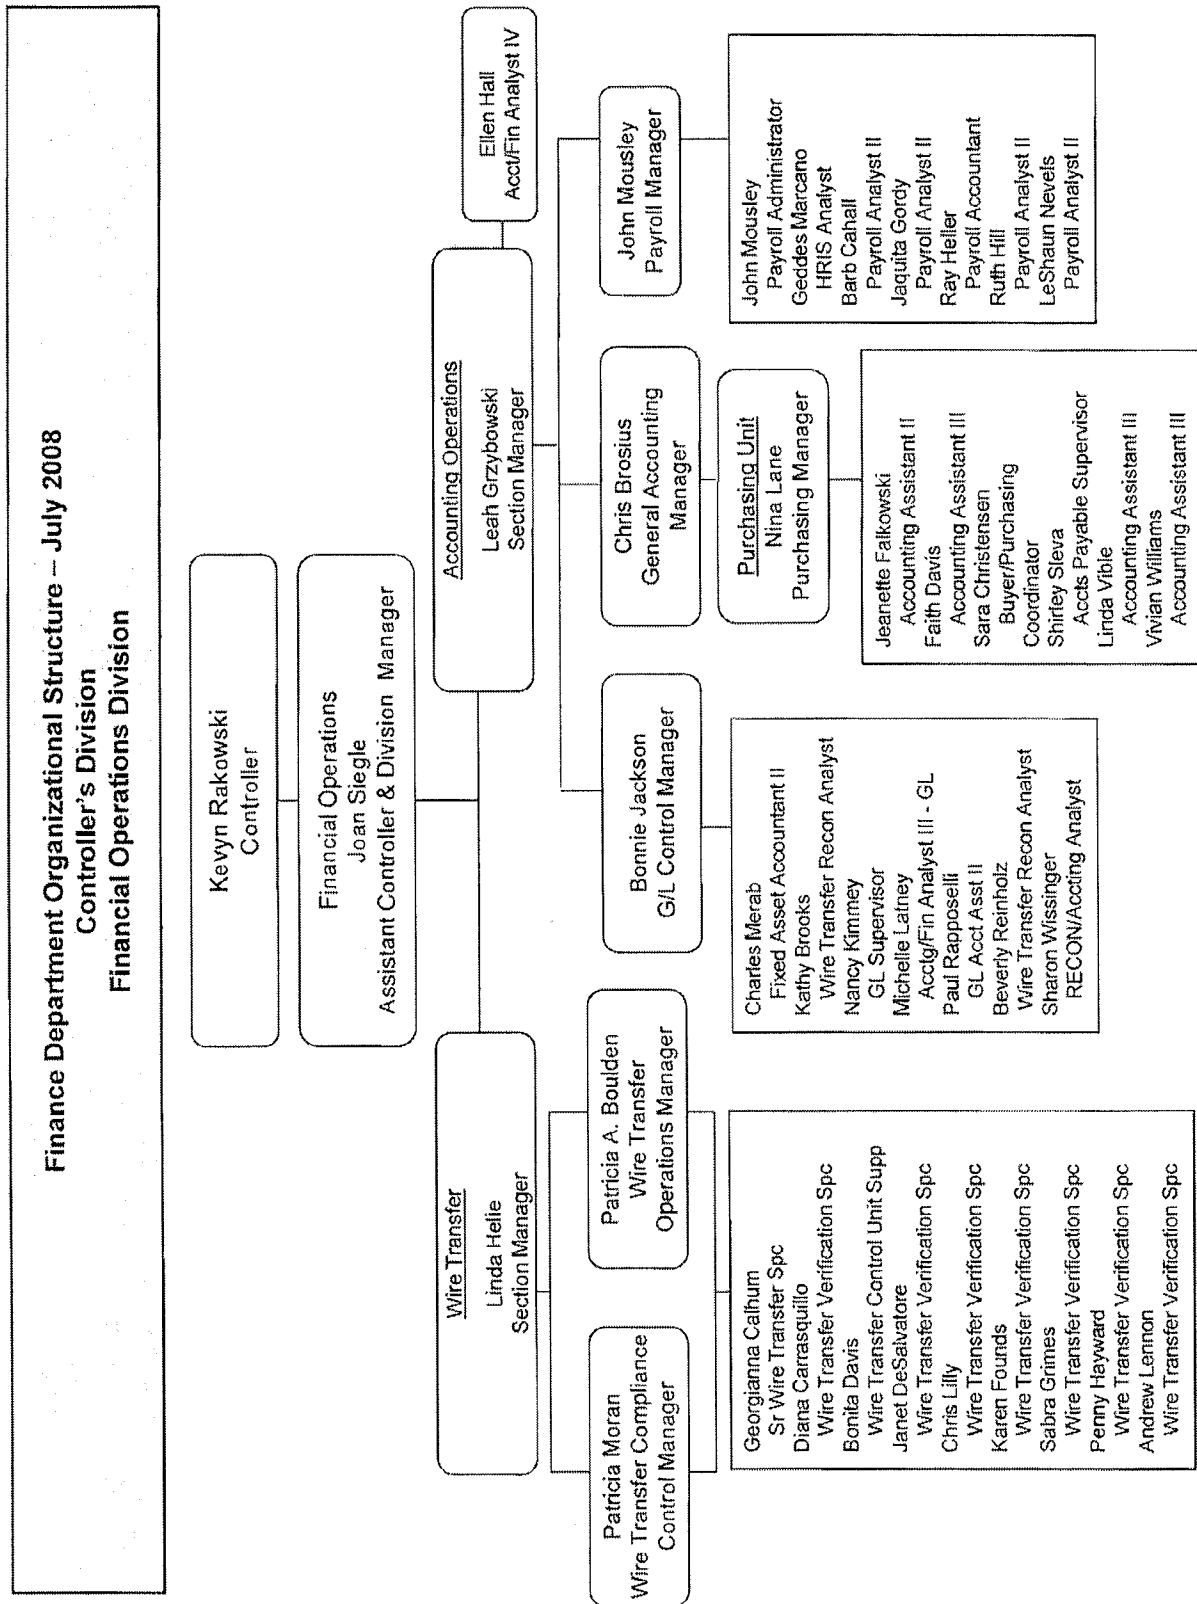 Finance Department Organizational Structure – July 2008
Controller's Division
Financial Operations Division
Kevyn Rakowski
Controller
Financial Operations
Joan Siegle
Assistant Controller & Division Manager
Wire Transfer
Linda Helie
Section Manager
Accounting Operations
Leah Grzybowski
Section Manager
Ellen Hall
Acct/Fin Analyst IV
Patricia Moran
Wire Transfer Compliance
Control Manager
Patricia A. Boulden
Wire Transfer
Operations Manager
Bonnie Jackson
G/L Control Manager
Chris Brosius
General Accounting
Manager
John Mousley
Payroll Manager
Purchasing Unit
Nina Lane
Purchasing Manager
Georgianna Calhum
Sr Wire Transfer Spc
Diana Carrasquillo
Wire Transfer Verification Spc
Bonita Davis
Wire Transfer Control Unit Supp
Janet DeSalvatore
Wire Transfer Verification Spc
Chris Lilly
Wire Transfer Verification Spc
Karen Founds
Wire Transfer Verification Spc
Sabra Grimes
Wire Transfer Verification Spc
Penny Hayward
Wire Transfer Verification Spc
Andrew Lennon
Wire Transfer Verification Spc
Charles Merab
Fixed Asset Accountant II
Kathy Brooks
Wire Transfer Recon Analyst
Nancy Kimmey
GL Supervisor
Michelle Latney
Acctg/Fin Analyst III - GL
Paul Rapposelli
GL Acct Asst II
Beverly Reinholz
Wire Transfer Recon Analyst
Sharon Wissinger
RECON/Accting Analyst
Jeanette Falkowski
Accounting Assistant II
Faith Davis
Accounting Assistant III
Sara Christensen
Buyer/Purchasing
Coordinator
Shirley Sleva
Accts Payable Supervisor
Linda Vible
Accounting Assistant III
Vivian Williams
Accounting Assistant III
John Mousley
Payroll Administrator
Geddes Marcano
HRIS Analyst
Barb Cahall
Payroll Analyst II
Jaquita Gordy
Payroll Analyst II
Ray Heller
Payroll Accountant
Ruth Hill
Payroll Analyst II
LeShaun Nevels
Payroll Analyst II